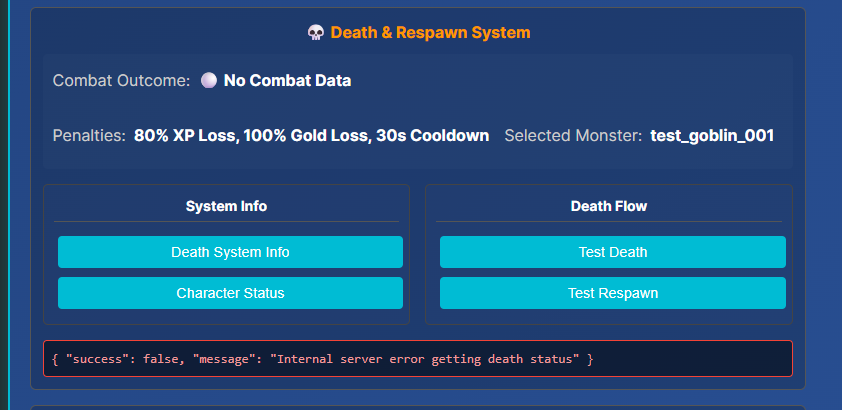 💀 Death & Respawn System
Combat Outcome: ⚪ No Combat Data
Penalties: 80% XP Loss, 100% Gold Loss, 30s Cooldown Selected Monster: test_goblin_001
System Info
Death System Info
Character Status
Death Flow
Test Death
Test Respawn
{ "success": false, "message": "Internal server error getting death status" }